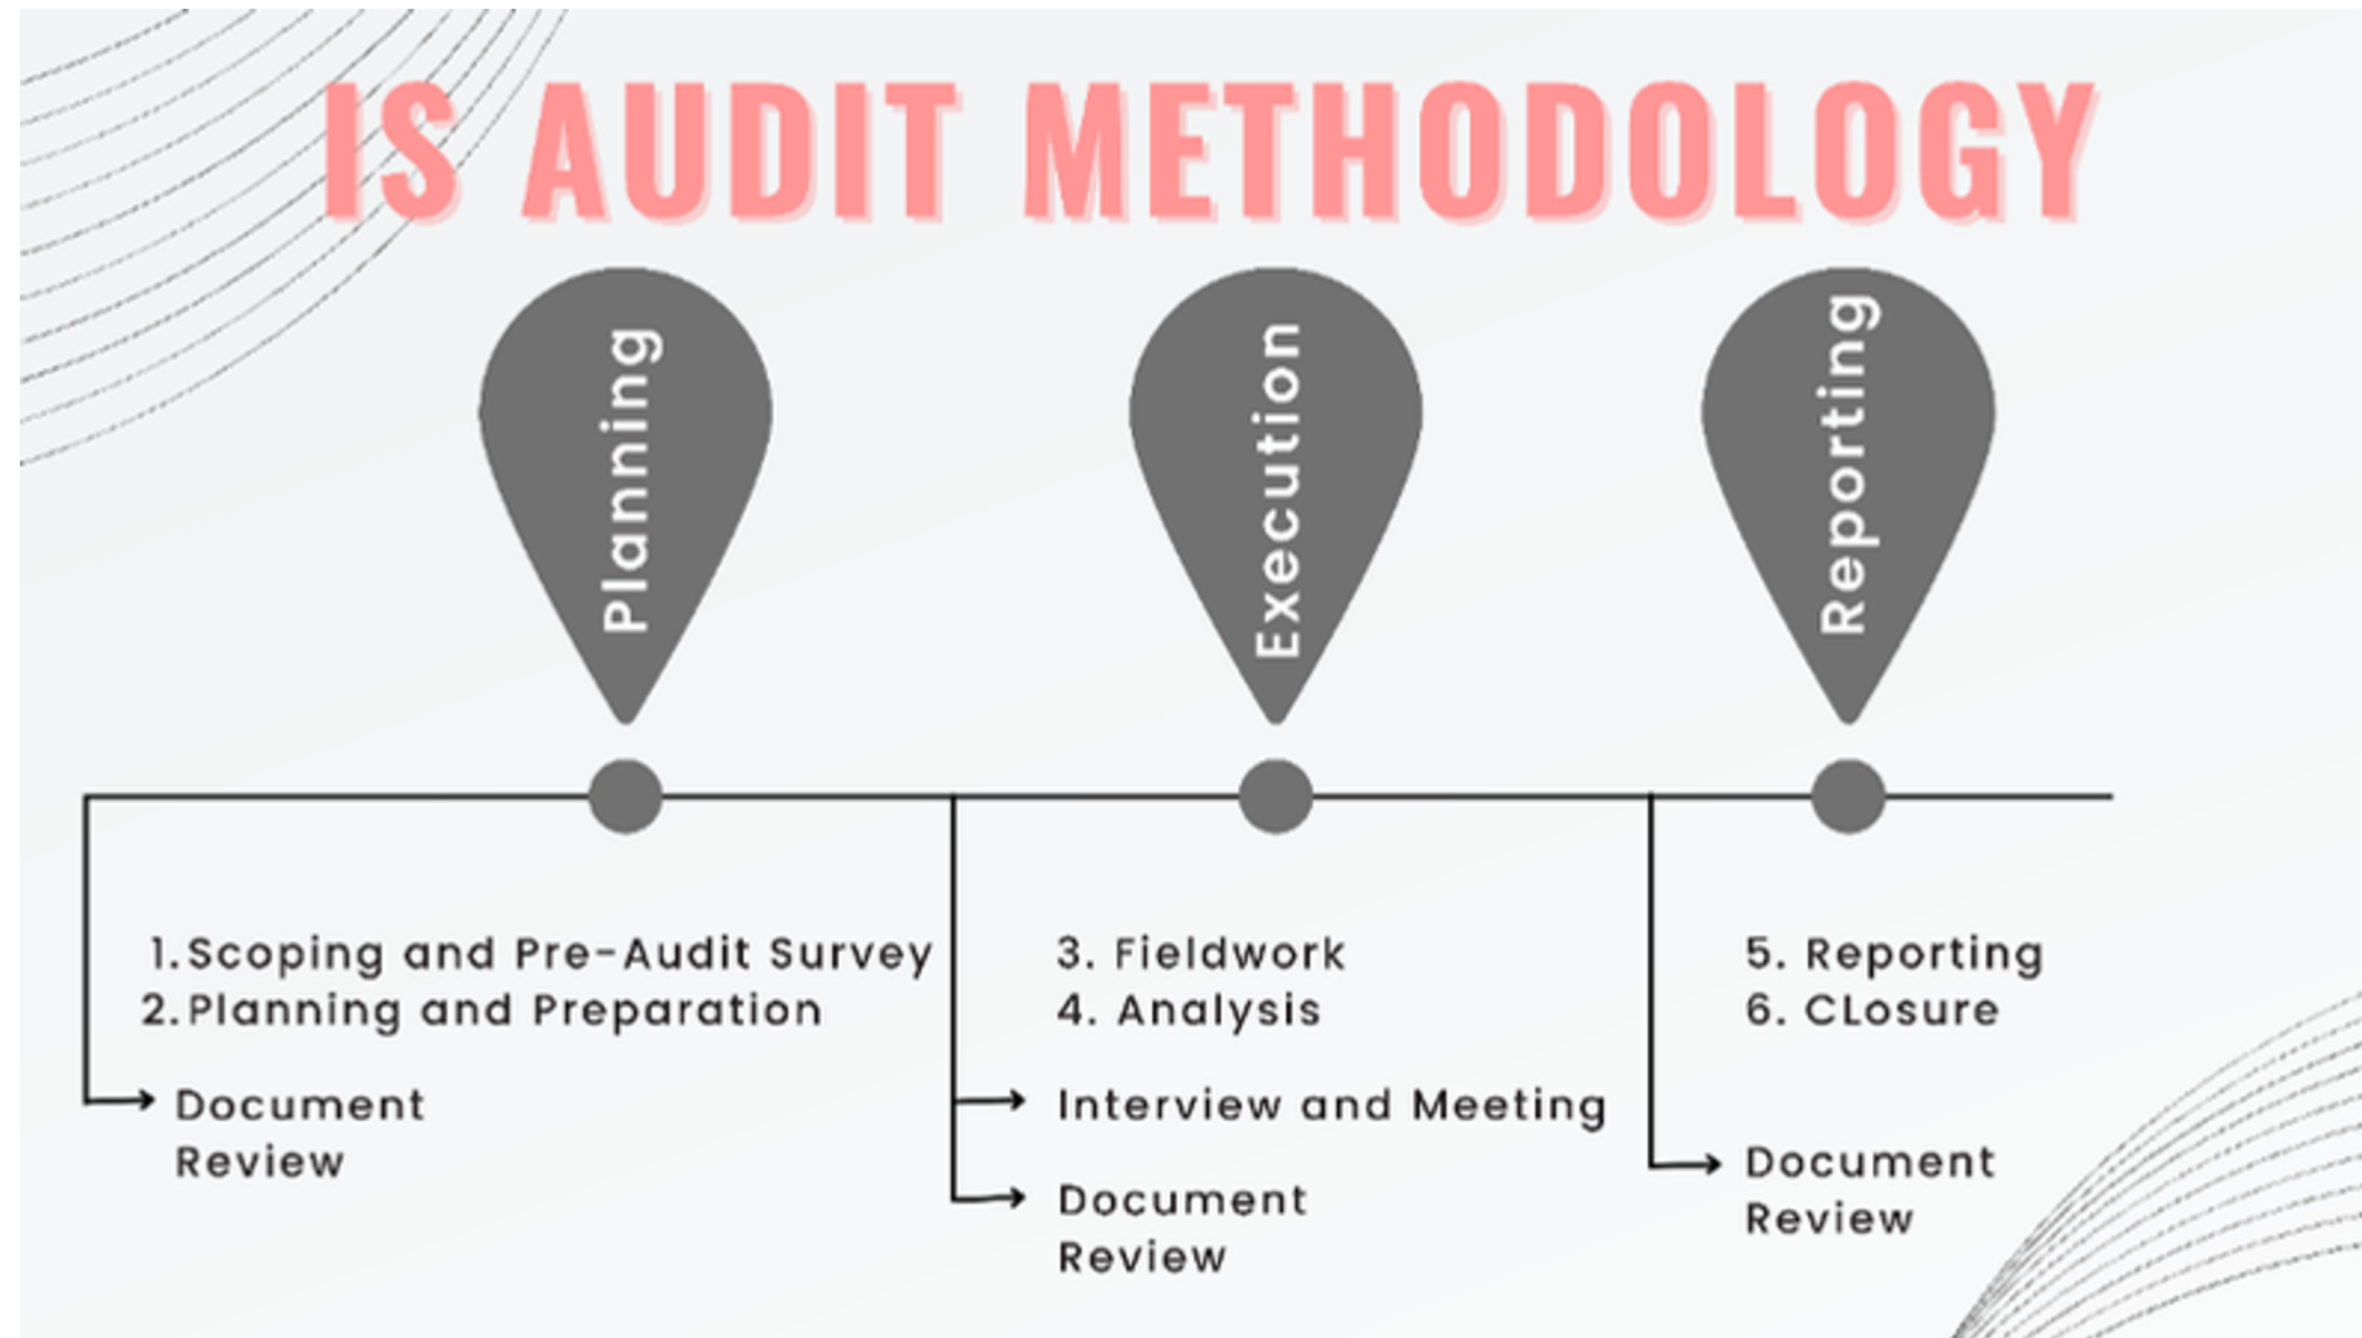 IS AUDIT METHODOLOGY
Planning
Execution
Reporting
1.Scoping and Pre-Audit Survey
2.Planning and Preparation
Document
Review
3. Fieldwork
4. Analysis
Interview and Meeting
Document
Review
5. Reporting
6. CLosure
Document
Review